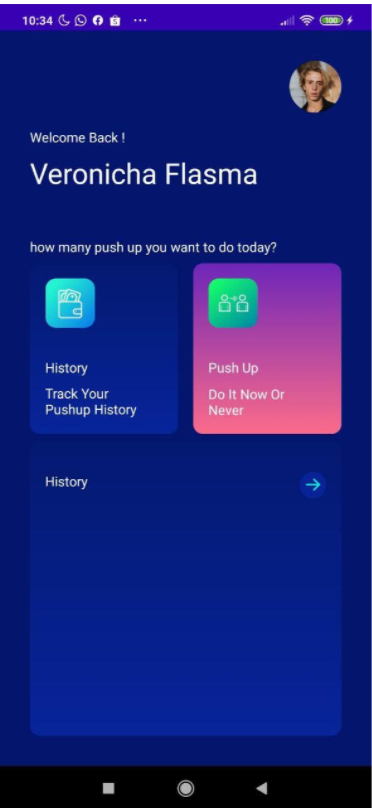 10:34
100
Welcome Back !
Veronicha Flasma
how many push up you want to do today?
History
Track Your
Pushup History
Push Up
Do It Now Or
Never
History